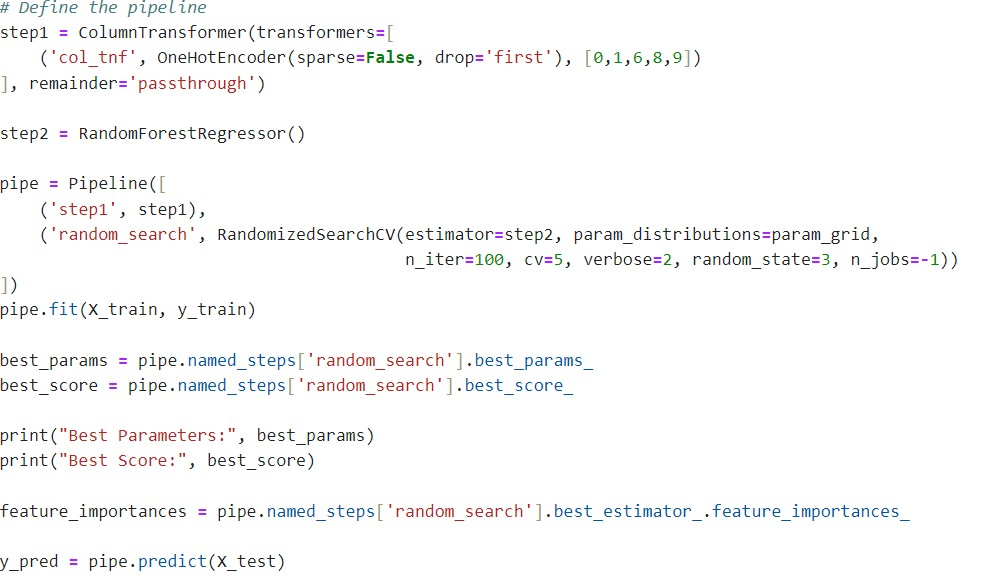 # Define the pipeline
step1 = ColumnTransformer(transformers=[
    ('col_tnf', OneHotEncoder(sparse=False, drop='first'), [0,1,6,8,9])
], remainder='passthrough')

step2 = RandomForestRegressor()

pipe = Pipeline([
    ('step1', step1),
    ('random_search', RandomizedSearchCV(estimator=step2, param_distributions=param_grid,
                                         n_iter=100, cv=5, verbose=2, random_state=3, n_jobs=-1))
])
pipe.fit(X_train, y_train)

best_params = pipe.named_steps['random_search'].best_params_
best_score = pipe.named_steps['random_search'].best_score_

print("Best Parameters:", best_params)
print("Best Score:", best_score)

feature_importances = pipe.named_steps['random_search'].best_estimator_.feature_importances_

y_pred = pipe.predict(X_test)